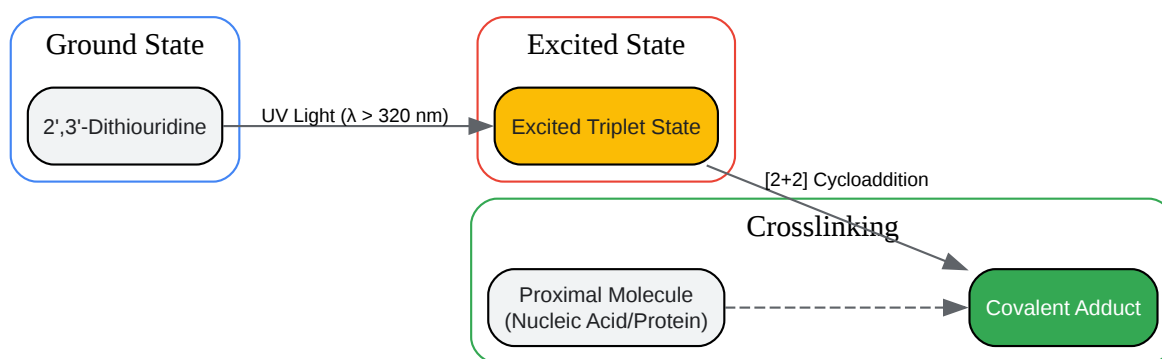 Ground State
2',3'-Dithiouridine
UV Light (λ > 320 nm)
Excited State
Excited Triplet State
[2+2] Cycloaddition
Crosslinking
Proximal Molecule
(Nucleic Acid/Protein)
Covalent Adduct